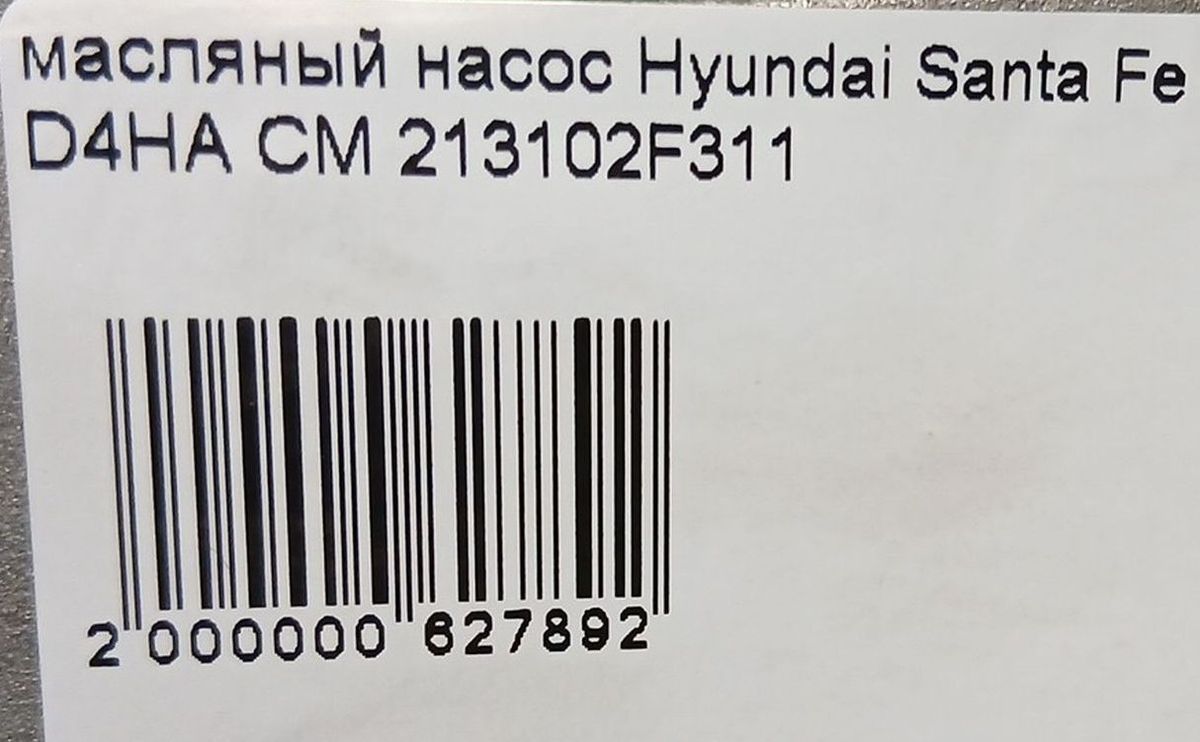 масляный насос Hyundai Santa Fe
D4HA CM 213102F311
2 000000 627892